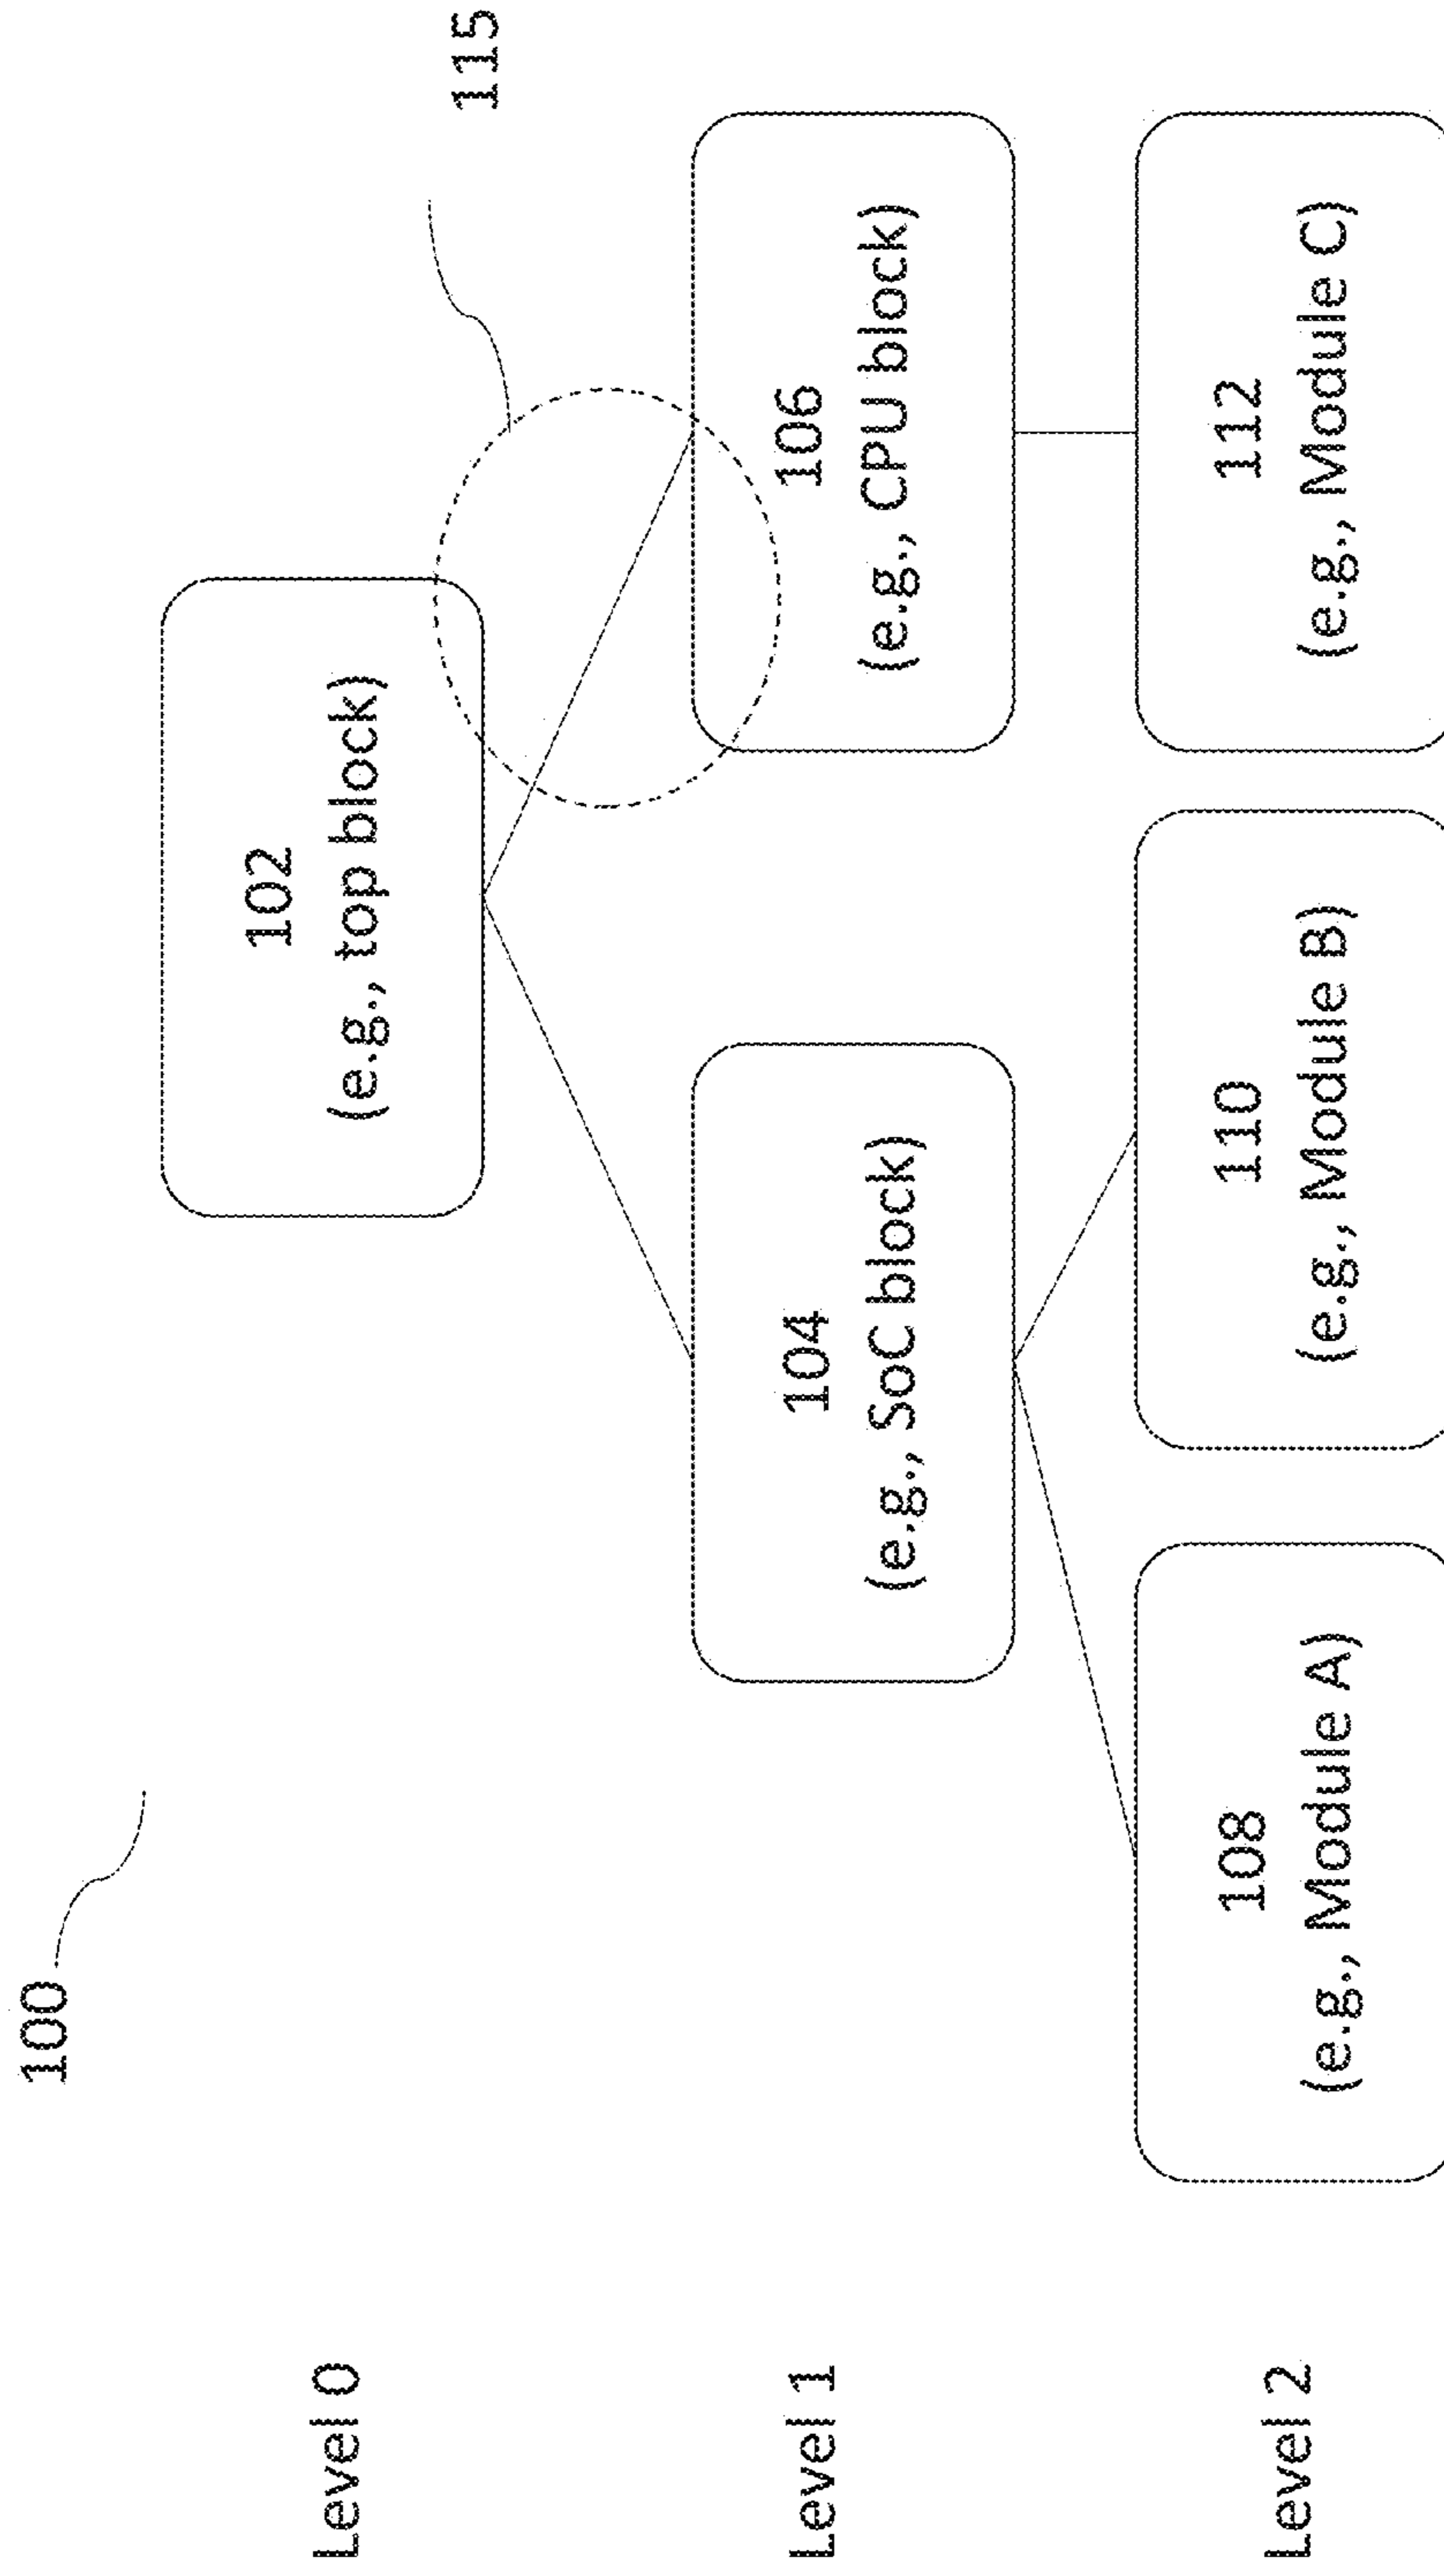 100
115
Level 0
102
(e.g., top block)
Level 1
104
(e.g., SoC block)
106
(e.g., CPU block)
Level 2
108
(e.g., Module A)
110
(e.g., Module B)
112
(e.g., Module C)